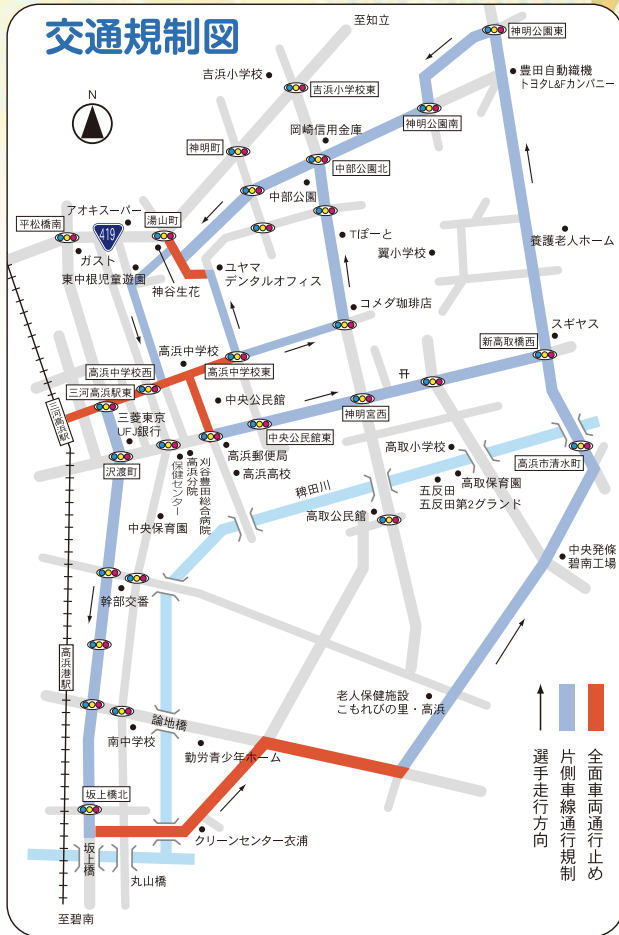 交通規制図
至知立
神明公園東
豊田自動織機
トヨタL&Fカンパニー
吉浜小学校
吉浜小学校東
N
岡崎信用金庫
神明公園南
神明町
中部公園北
中部公園
アオキスーパー
湯山町
平松橋南
419
ガスト
東中根児童遊園
神谷生花
ユヤマ
デンタルオフィス
Tぽーと
翼小学校
養護老人ホーム
コメダ珈琲店
スギヤス
新高取橋西
高浜中学校
高浜中学校西
高浜中学校東
三河高浜駅東
三河高浜駅
三菱東京
UFJ銀行
中央公民館
神明宮西
中央公民館東
沢渡町
高浜郵便局
高浜高校
刈谷豊田総合病院
高浜分院
保健センター
高取小学校
高浜市清水町
高取保育園
五反田
五反田第2グランド
稗田川
高取公民館
中央保育園
中央発條
碧南工場
幹部交番
高浜港駅
老人保健施設
こもれびの里・高浜
論地橋
南中学校
勤労青少年ホーム
坂上橋北
クリーンセンター衣浦
坂上橋
丸山橋
至碧南
全面車両通行止め
片側車線通行規制
選手走行方向